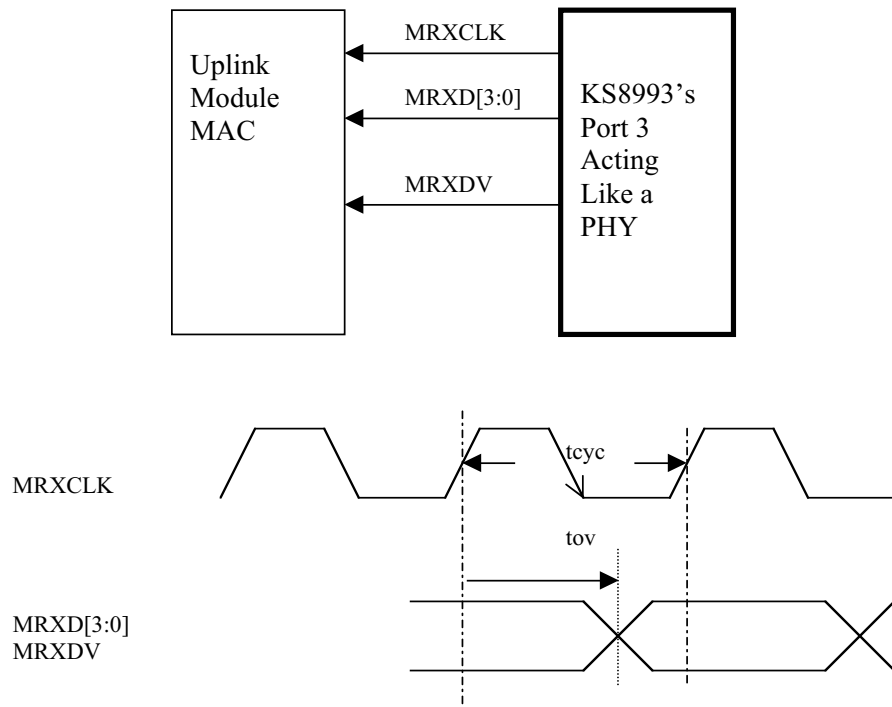 Uplink
Module
MAC
MRXCLK
MRXD[3:0]
MRXDV
KS8993’s
Port 3
Acting
Like a
PHY
MRXCLK
tcyc
tov
MRXD[3:0]
MRXDV